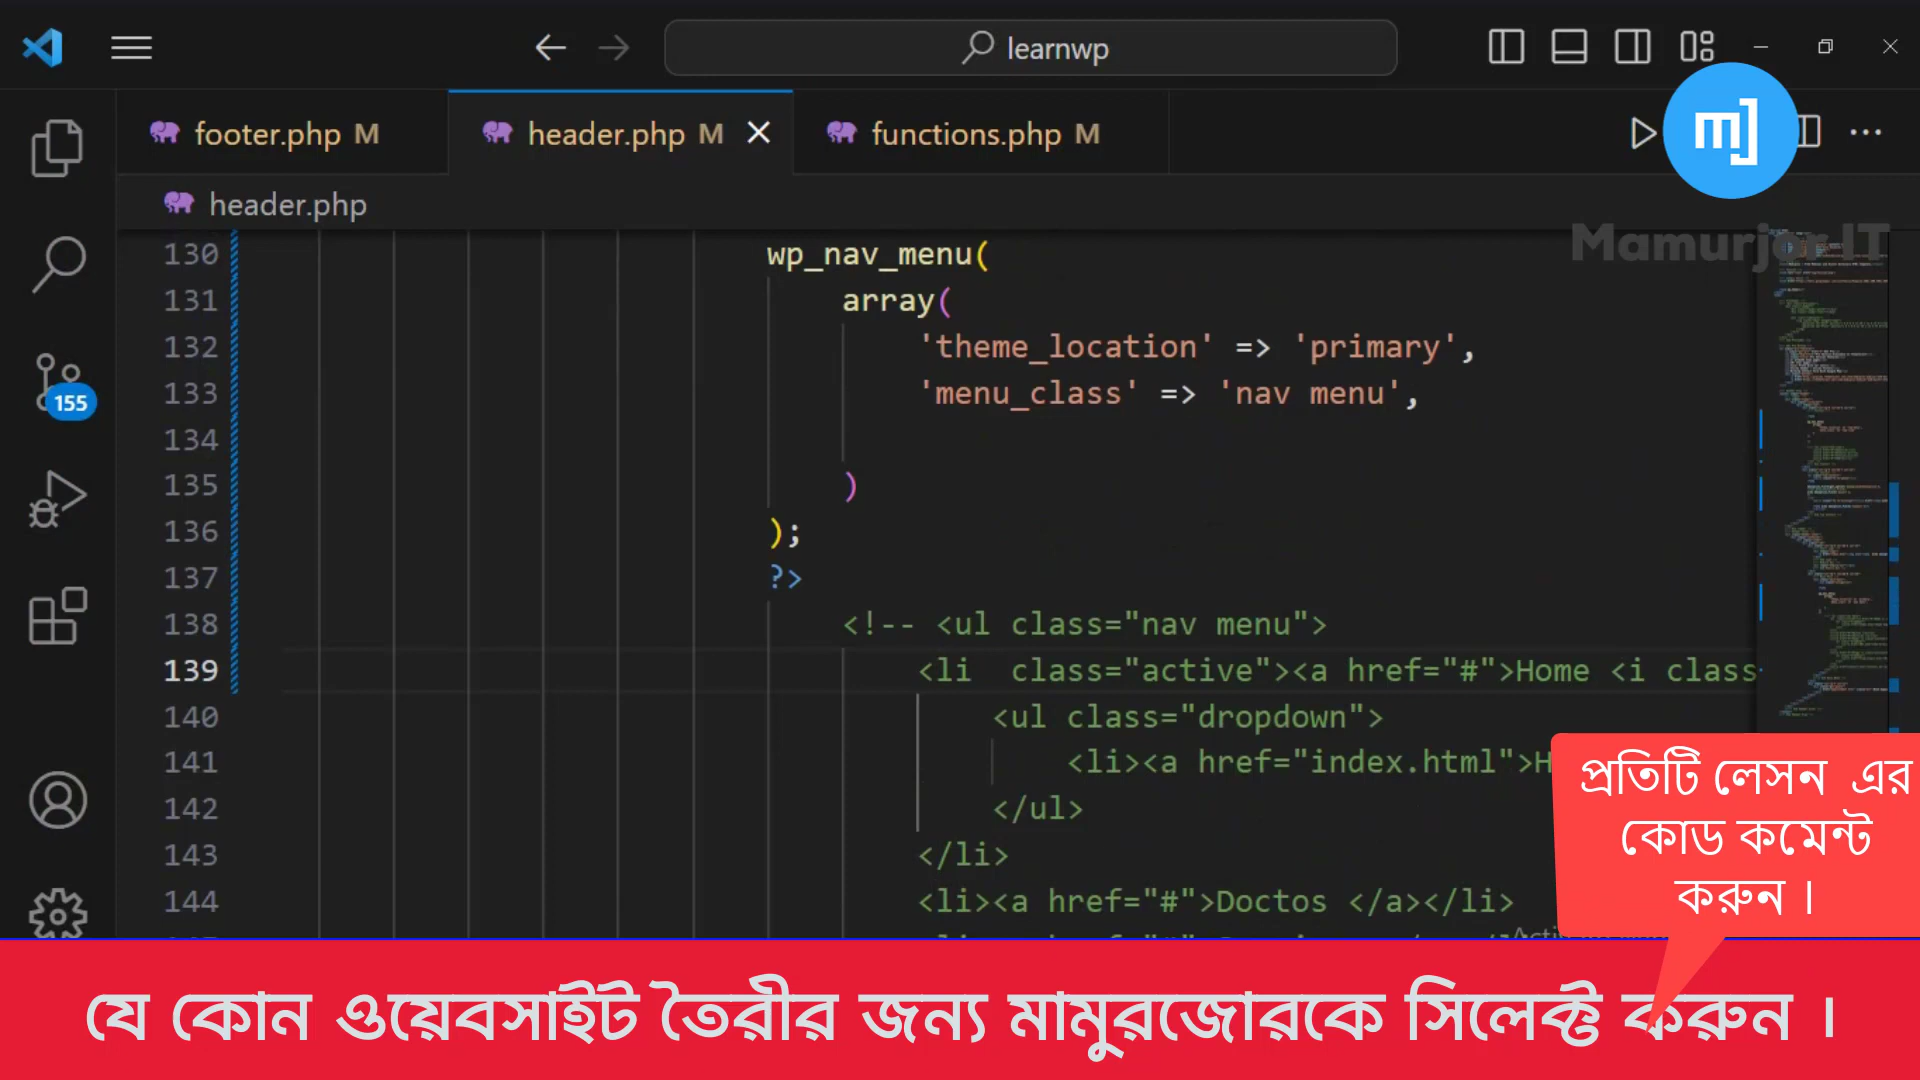 learnwp
footer.php M
header.php M
functions.php M
mj
header.php
Mamurjor IT
130 wp_nav_menu(
131 array(
132 'theme_location' => 'primary',
133 'menu_class' => 'nav menu',
134
135 )
136 );
137 ?>
138 <!-- <ul class="nav menu">
139 <li  class="active"><a href="#">Home <i class
140 <ul class="dropdown">
141 <li><a href="index.html">H
142 </ul>
143 </li>
144 <li><a href="#">Doctos </a></li>
155
প্রতিটি লেসন এর
কোড কমেন্ট
করুন ।
যে কোন ওয়েবসাইট তৈরীর জন্য মামুরজোরকে সিলেক্ট করুন ।